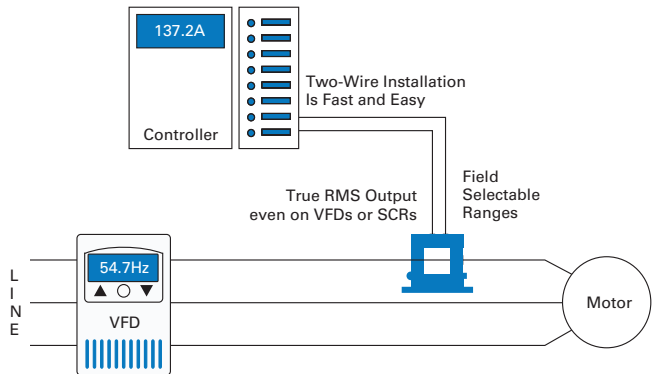 137.2A
Controller
Two-Wire Installation
Is Fast and Easy
True RMS Output
even on VFDs or SCRs
Field
Selectable
Ranges
L
I
N
E
54.7Hz
VFD
Motor